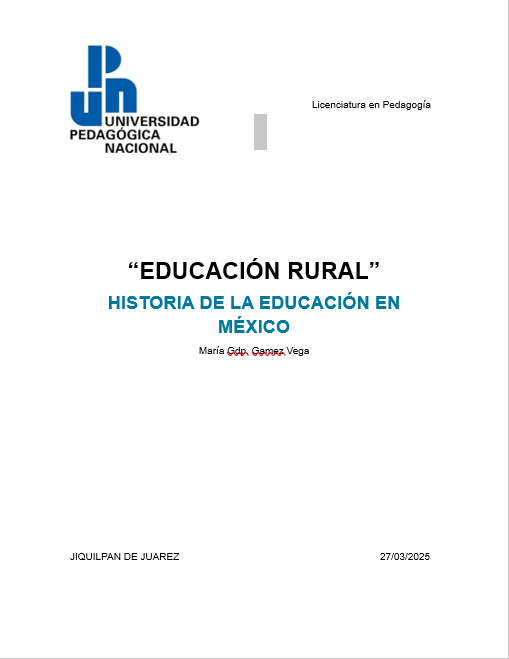 UNIVERSIDAD
PEDAGÓGICA
NACIONAL
Licenciatura en Pedagogía
“EDUCACIÓN RURAL”
HISTORIA DE LA EDUCACIÓN EN
MÉXICO
María Gdp. Gamez Vega
JIQUILPAN DE JUAREZ
27/03/2025